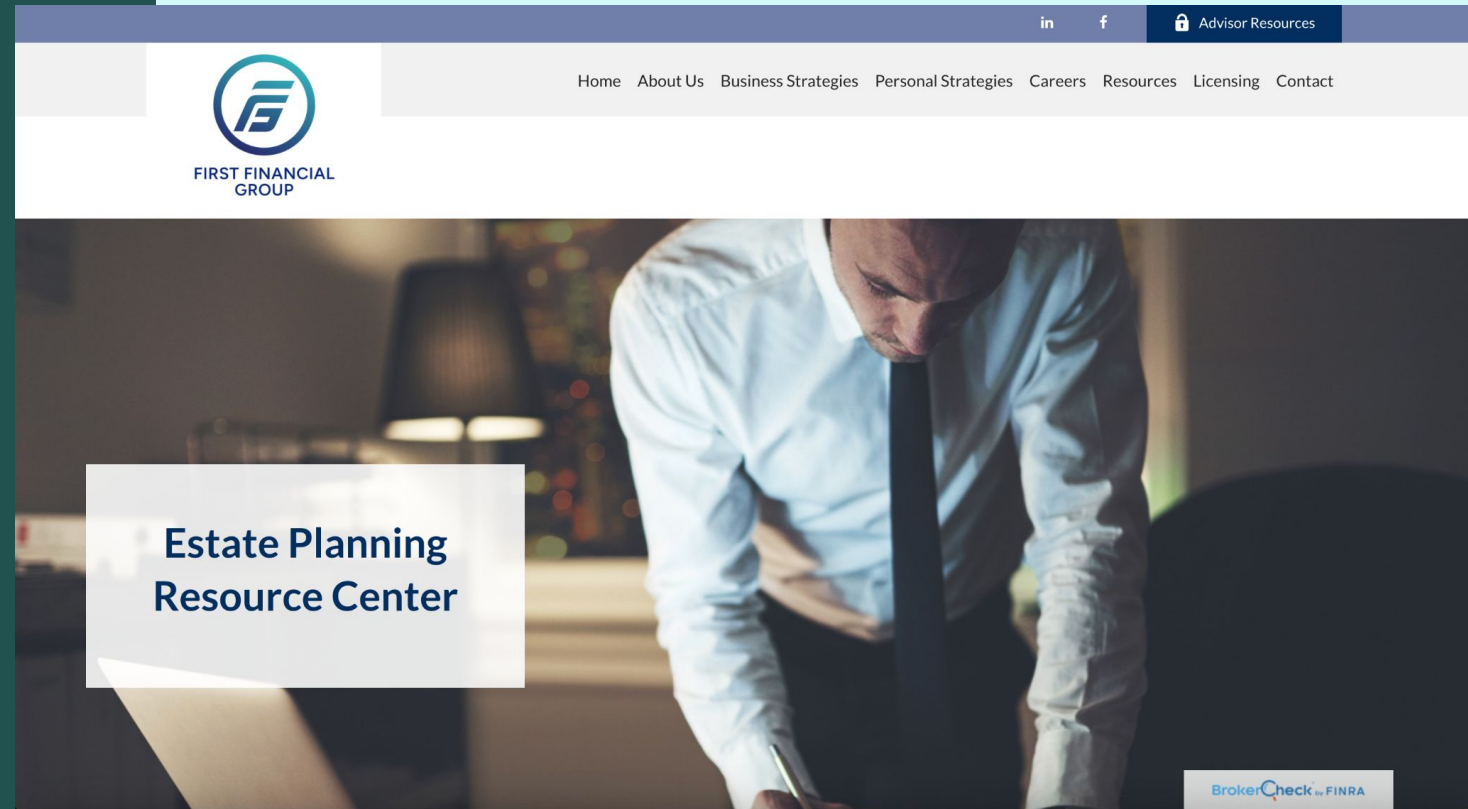 in f Advisor Resources
Home About Us Business Strategies Personal Strategies Careers Resources Licensing Contact
FIRST FINANCIAL
GROUP
Estate Planning
Resource Center
BrokerCheck by FINRA